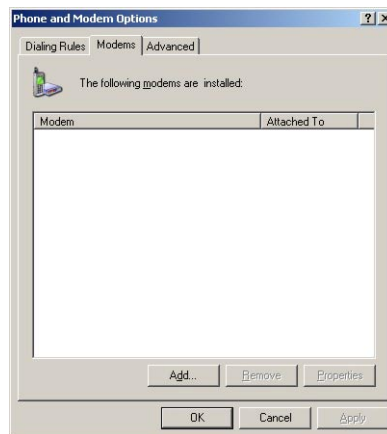 Phone and Modem Options
Dialing Rules Modems Advanced
The following modems are installed:
Modem Attached To
Add... Remove Properties
OK Cancel Apply